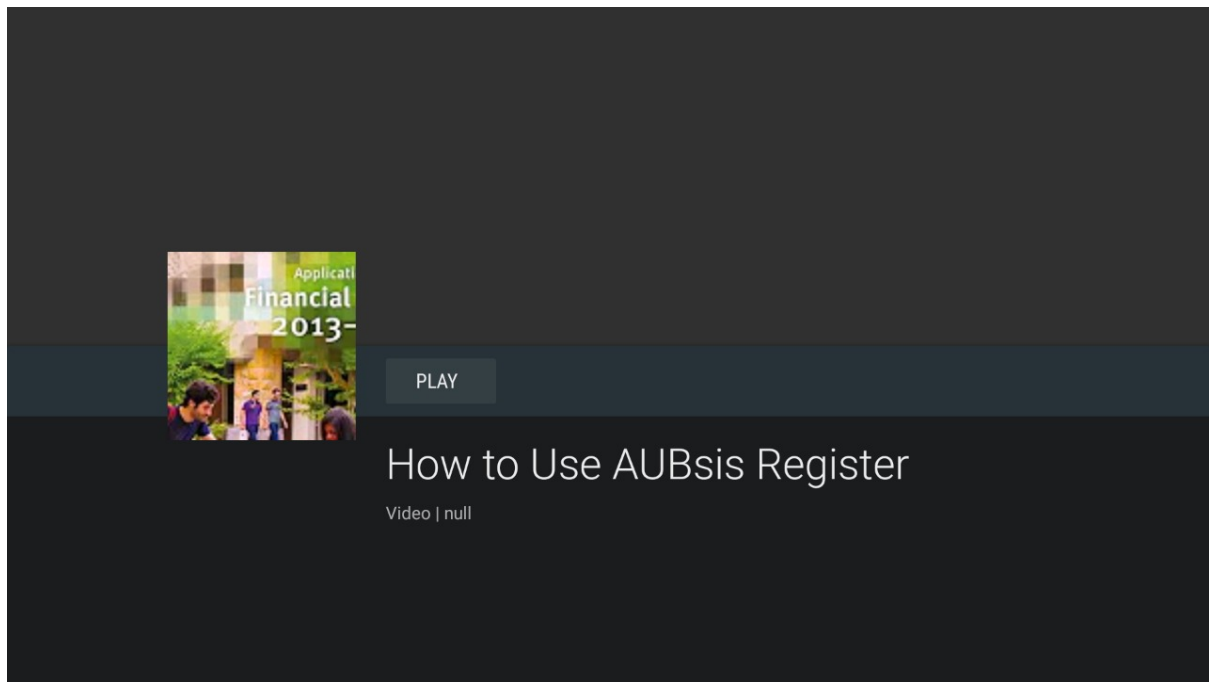 Applicati
Financial
2013-
PLAY
How to Use AUBsis Register
Video | null